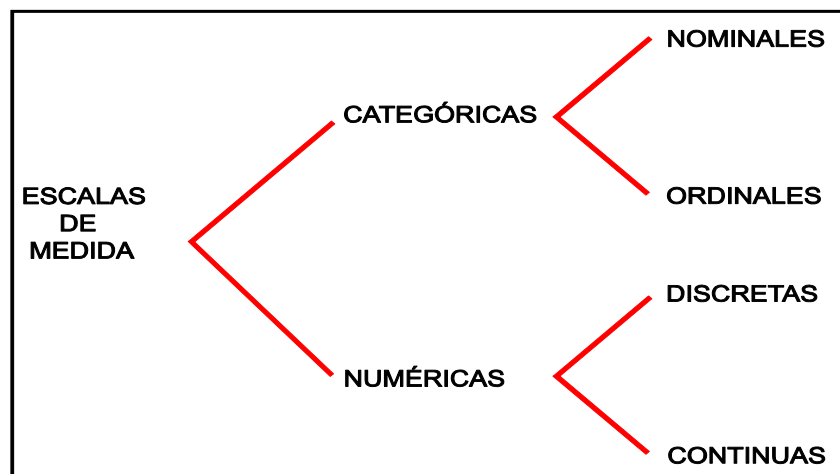 ESCALAS
DE
MEDIDA
CATEGÓRICAS
NOMINALES
ORDINALES
NUMÉRICAS
DISCRETAS
CONTINUAS